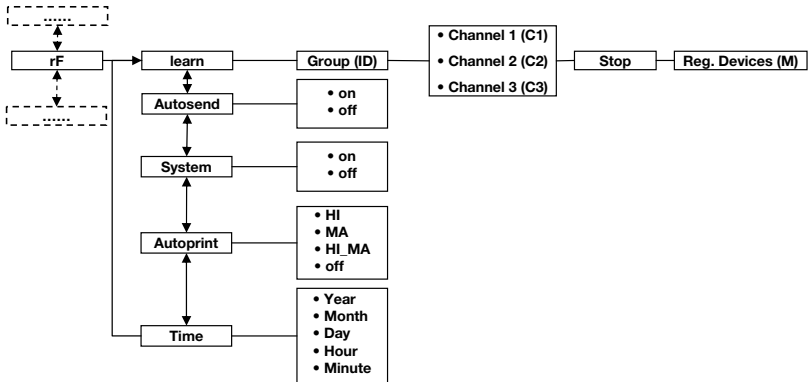 ......
rF
......
learn
Group (ID)
• Channel 1 (C1)
• Channel 2 (C2)
• Channel 3 (C3)
Stop
Reg. Devices (M)
Autosend
• on
• off
System
• on
• off
Autoprint
• HI
• MA
• HI_MA
• off
Time
• Year
• Month
• Day
• Hour
• Minute